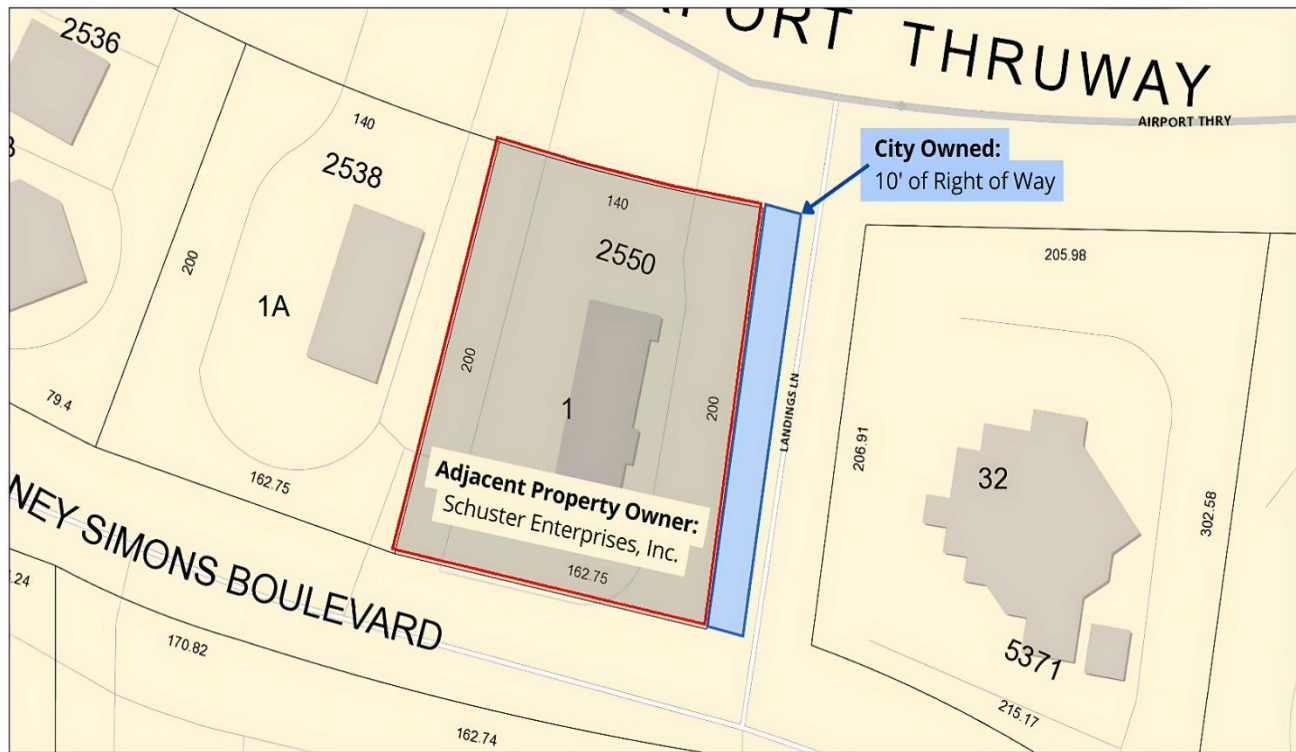 2536
PORT THRUWAY
AIRPORT THRY
City Owned:
10' of Right of Way
140
2538
140
2550
205.98
200
1A
200
200
1
LANDINGS LN
206.91
32
302.58
79.4
162.75
Adjacent Property Owner:
Schuster Enterprises, Inc.
162.75
NEY SIMONS BOULEVARD
.24
170.82
162.74
5371
215.17